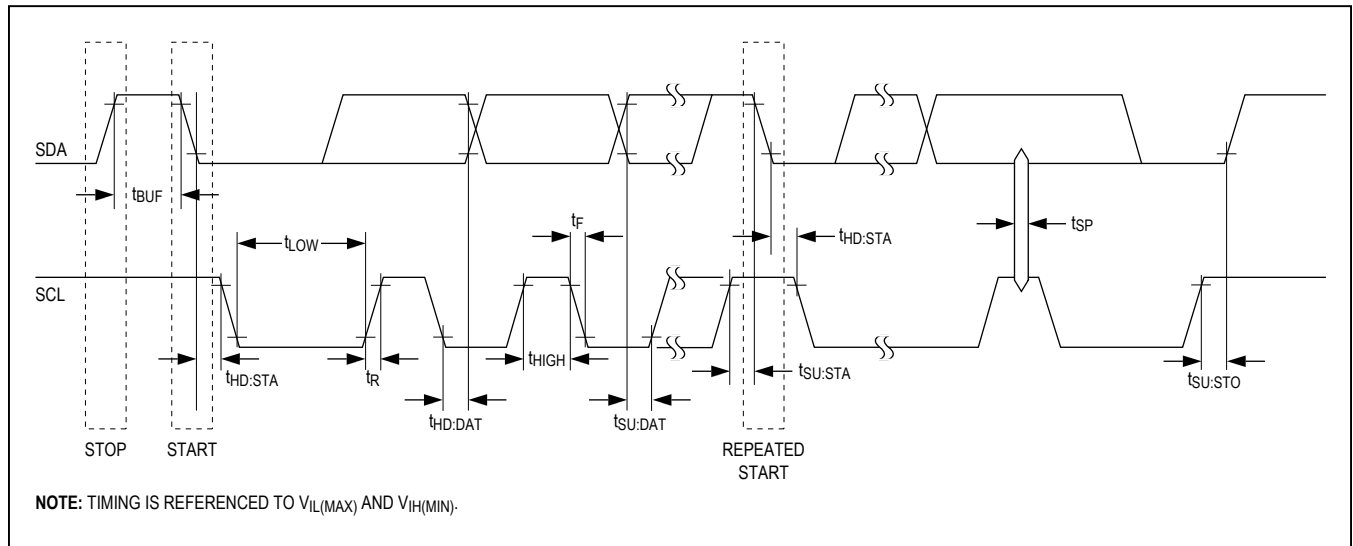 SDA
tBUF
tF
tSP
tLOW
tHD:STA
SCL
tHD:STA
tR
tHIGH
tSU:STA
tSU:STO
tHD:DAT
tSU:DAT
STOP
START
REPEATED
START
NOTE: TIMING IS REFERENCED TO VIL(MAX) AND VIH(MIN).